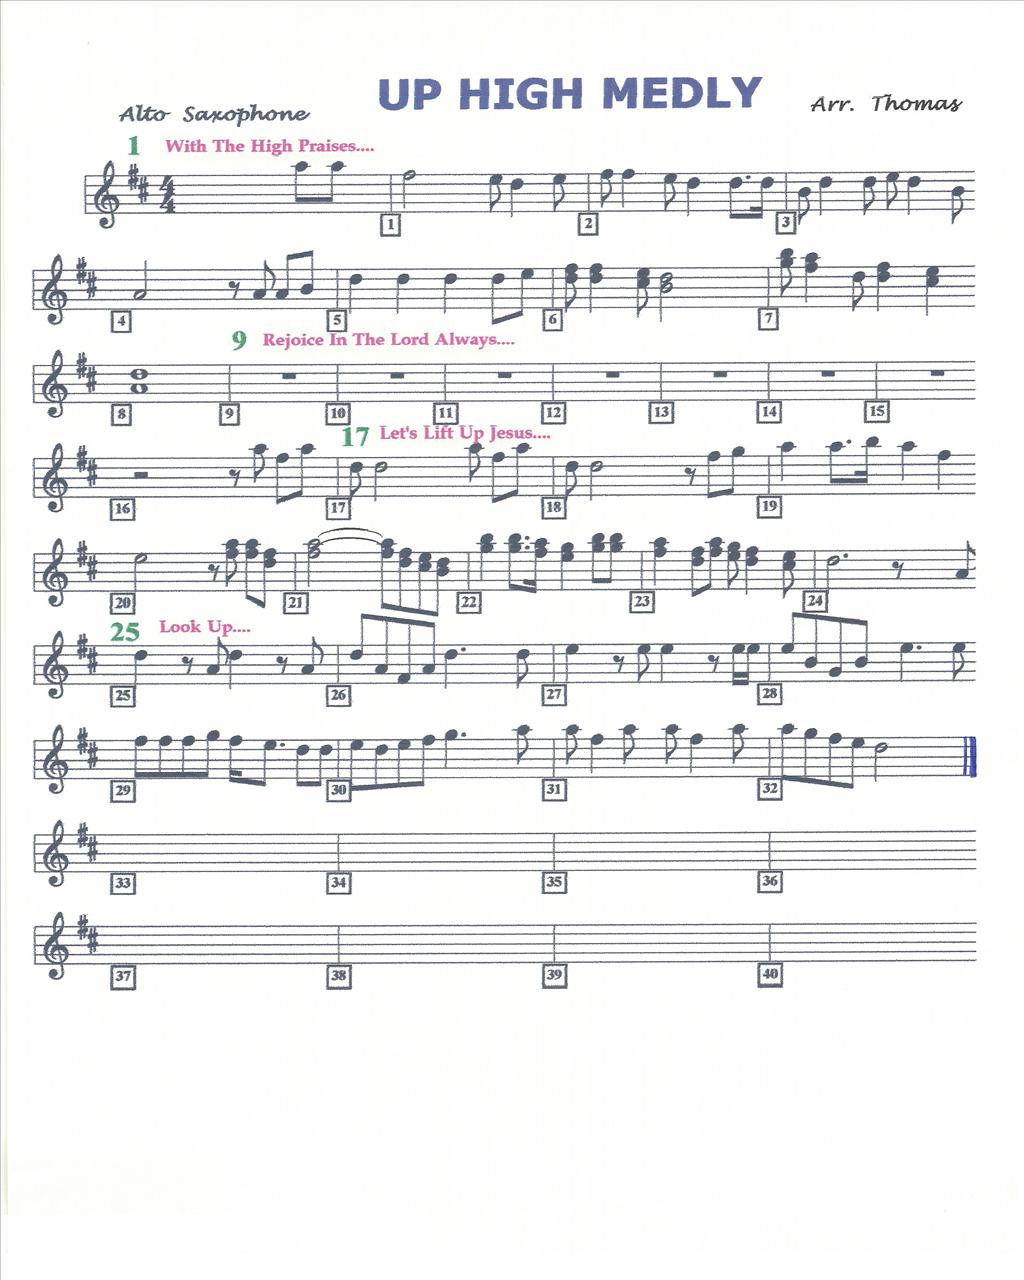 UP HIGH MEDLY
Alto Saxophone
Arr. Thomas
1 With The High Praises....
4
4
1 2 3
4 5 6 7
9 Rejoice In The Lord Always....
8 9 10 11 12 13 14 15
17 Let's Lift Up Jesus....
16 17 18 19
20 21 22 23 24
25 Look Up....
25 26 27 28
29 30 31 32
33 34 35 36
37 38 39 40